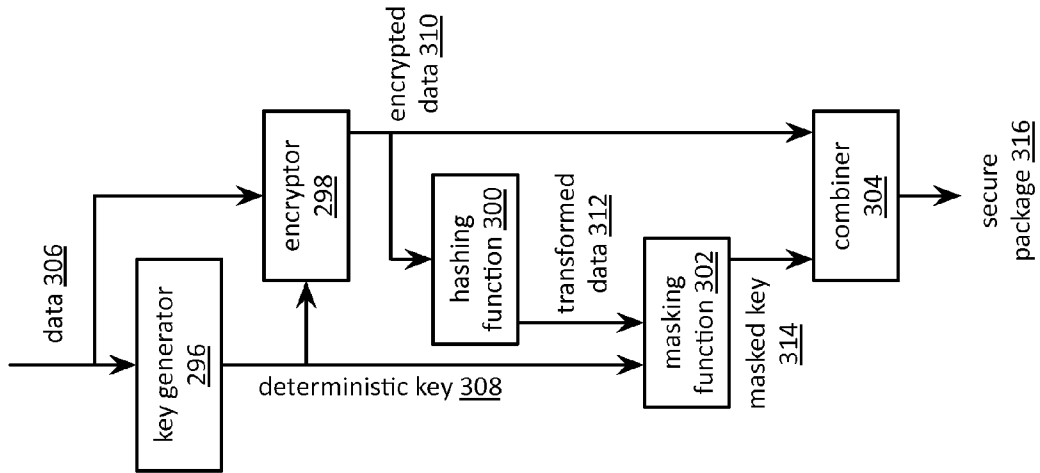 data 306
key generator
296
encryptor
298
deterministic key 308
encrypted
data 310
hashing
function 300
transformed
data 312
masking
function 302
masked key
314
combiner
304
secure
package 316